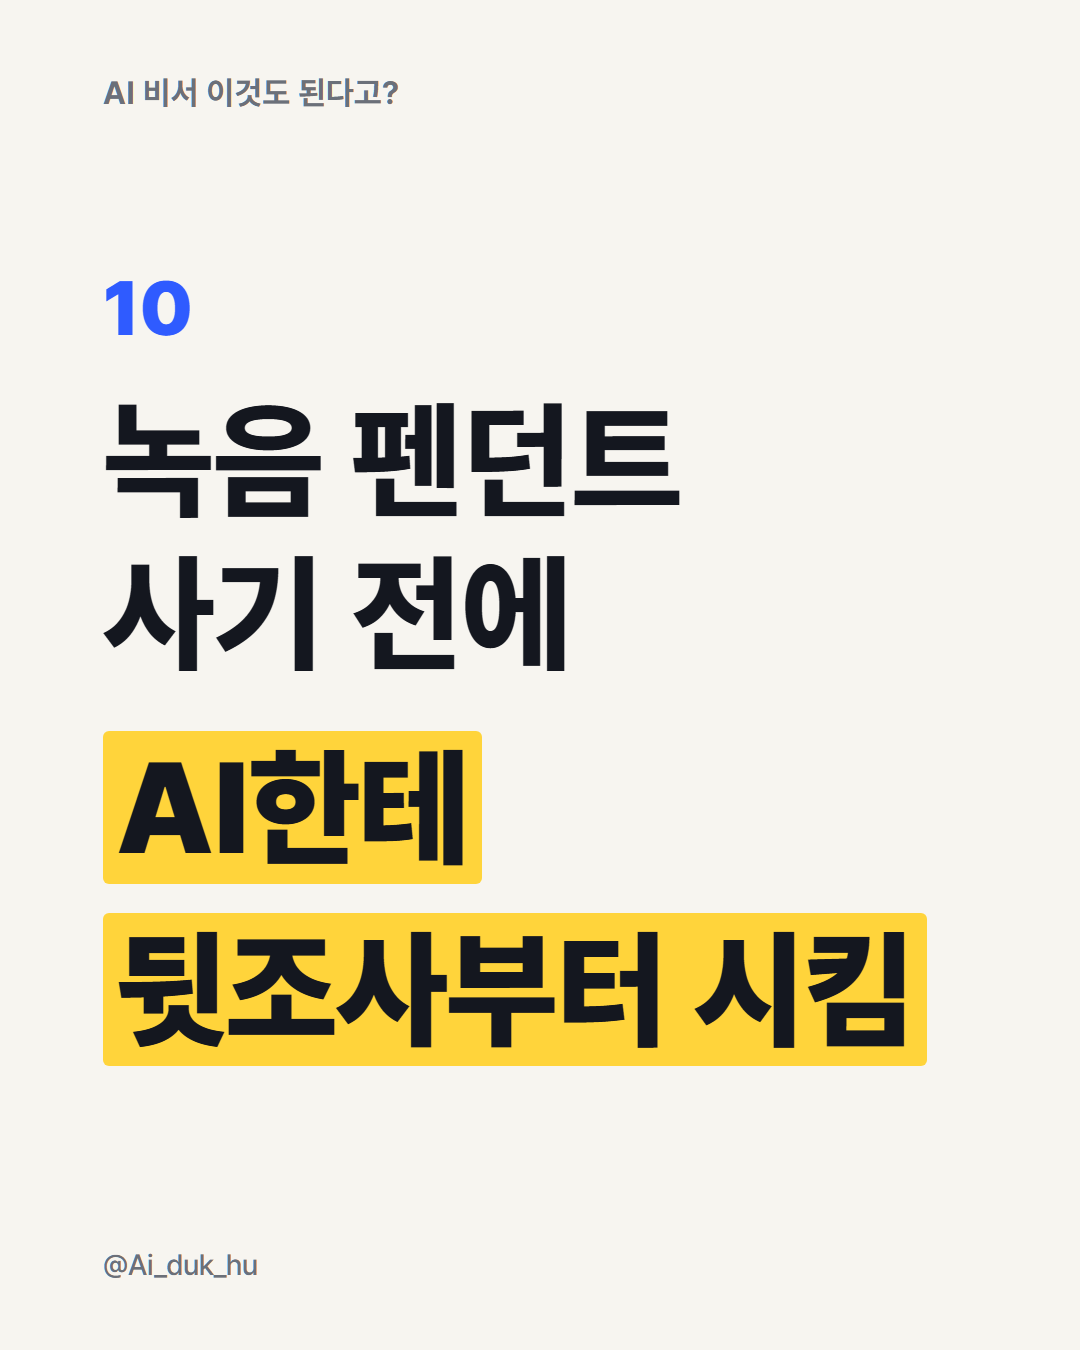 AI 비서 이것도 된다고?
10
녹음 펜던트
사기 전에
AI한테
뒷조사부터 시킴
@Ai_duk_hu